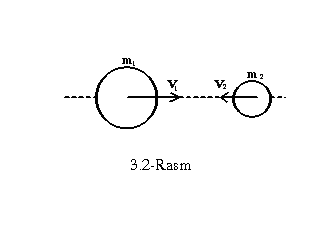 m₁ m₂
V₁ V₂
3.2-Rasm